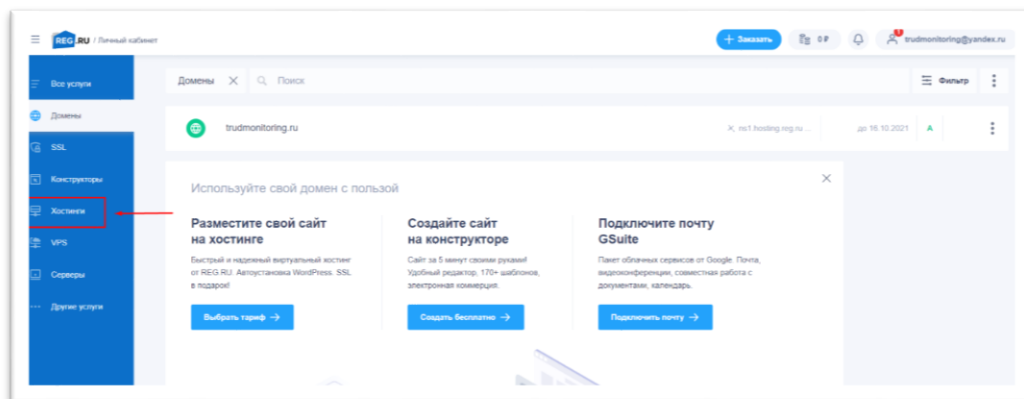 REG.RU / Личный кабинет
+ Заказать
0 ₽
1
trudmonitoring@yandex.ru
Все услуги
Домены
SSL
Конструкторы
Хостинги
VPS
Серверы
Другие услуги
Домены
Поиск
Фильтр
trudmonitoring.ru
ns1.hosting.reg.ru ...
до 16.10.2021
A
Используйте свой домен с пользой
Разместите свой сайт
на хостинге
Быстрый и надежный виртуальный хостинг
от REG.RU. Автоустановка WordPress. SSL
в подарок!
Выбрать тариф →
Создайте сайт
на конструкторе
Сайт за 5 минут своими руками!
Удобный редактор, 170+ шаблонов,
электронная коммерция.
Создать бесплатно →
Подключите почту
GSuite
Пакет облачных сервисов от Google. Почта,
видеоконференции, совместная работа с
документами, календарь.
Подключить почту →